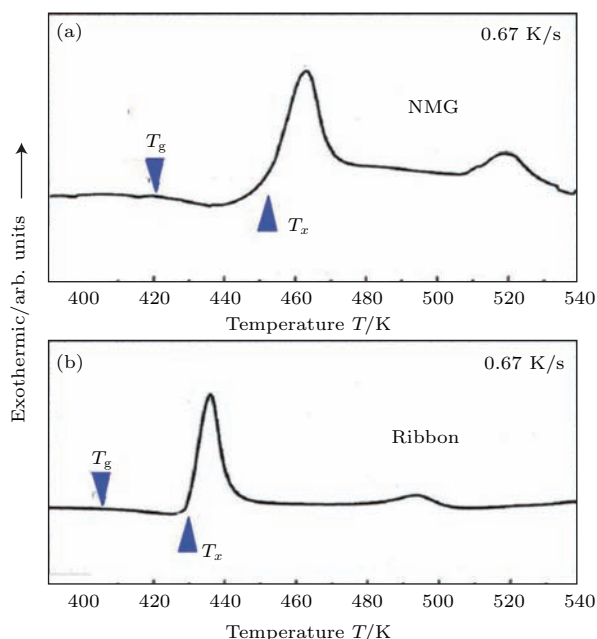 (a)
0.67 K/s
NMG
T_g
T_x
400 420 440 460 480 500 520 540
Temperature T/K
Exothermic/arb. units
(b)
0.67 K/s
Ribbon
T_g
T_x
400 420 440 460 480 500 520 540
Temperature T/K